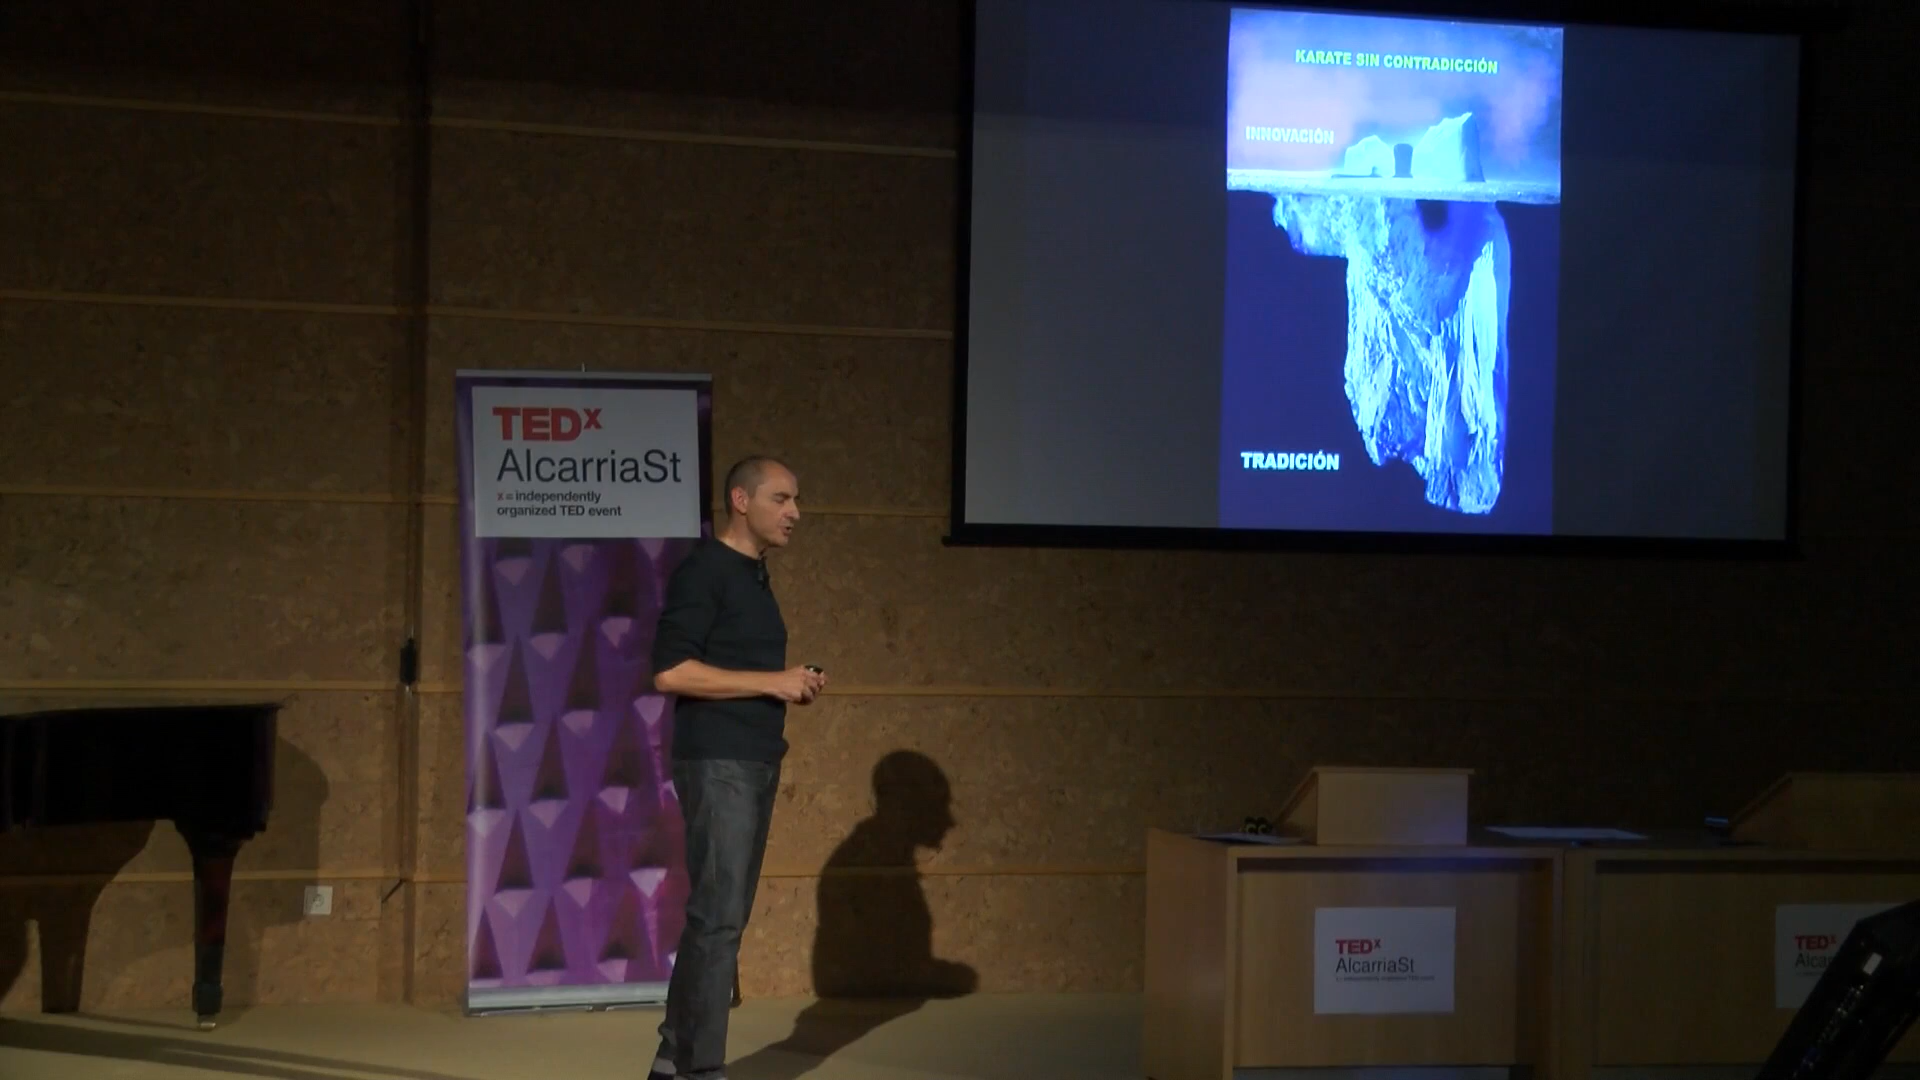 KARATE SIN CONTRADICCIÓN
INNOVACIÓN
TRADICIÓN
TEDx
AlcarriaSt
x = independently
organized TED event
TEDx
AlcarriaSt
TEDx